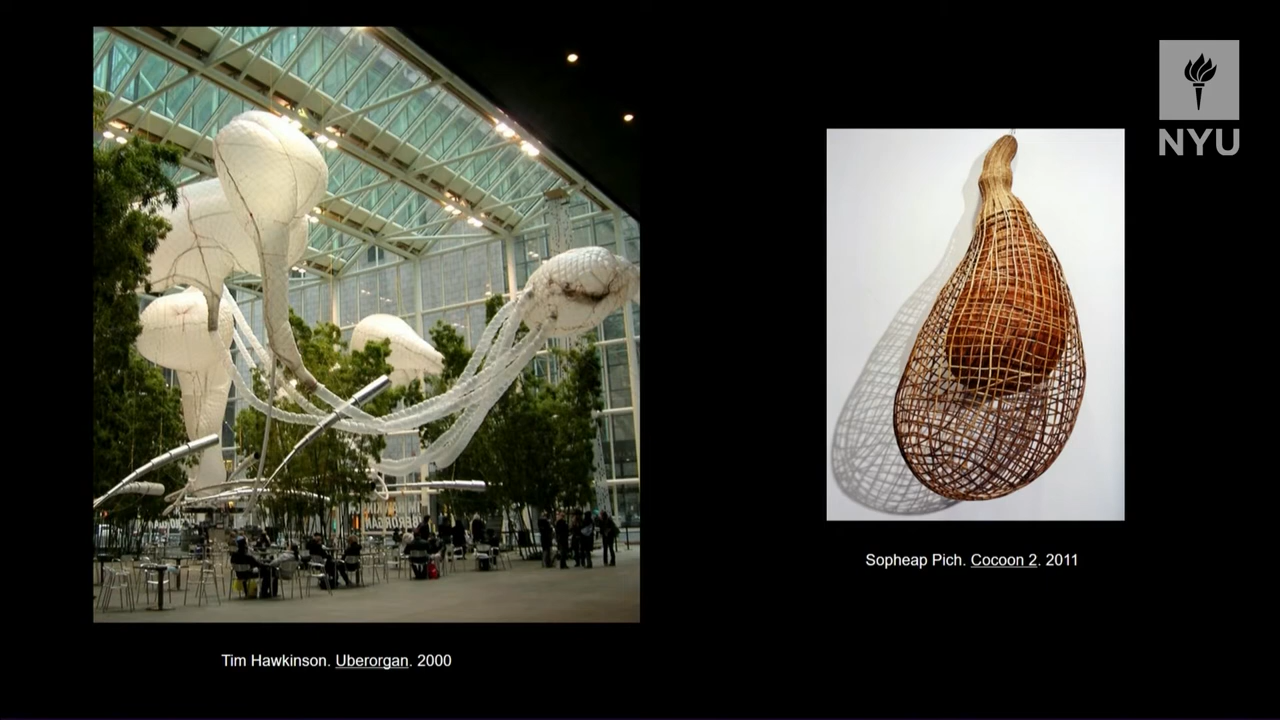 NYU
Sopheap Pich. Cocoon 2. 2011
Tim Hawkinson. Uberorgan. 2000